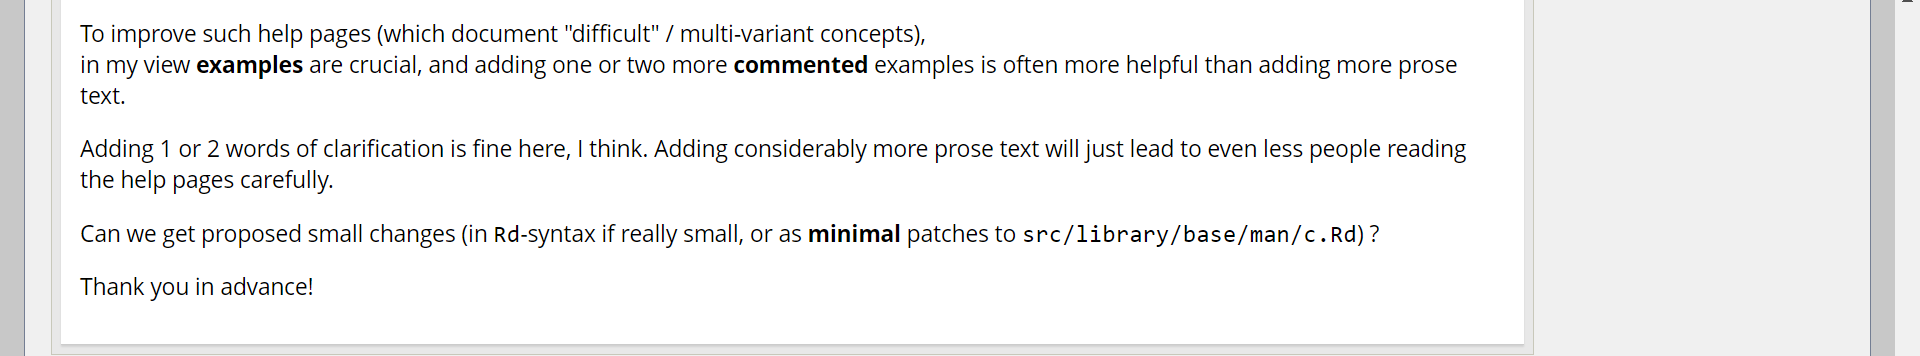 To improve such help pages (which document "difficult" / multi-variant concepts),
in my view examples are crucial, and adding one or two more commented examples is often more helpful than adding more prose
text.
Adding 1 or 2 words of clarification is fine here, I think. Adding considerably more prose text will just lead to even less people reading
the help pages carefully.
Can we get proposed small changes (in Rd-syntax if really small, or as minimal patches to src/library/base/man/c.Rd)?
Thank you in advance!